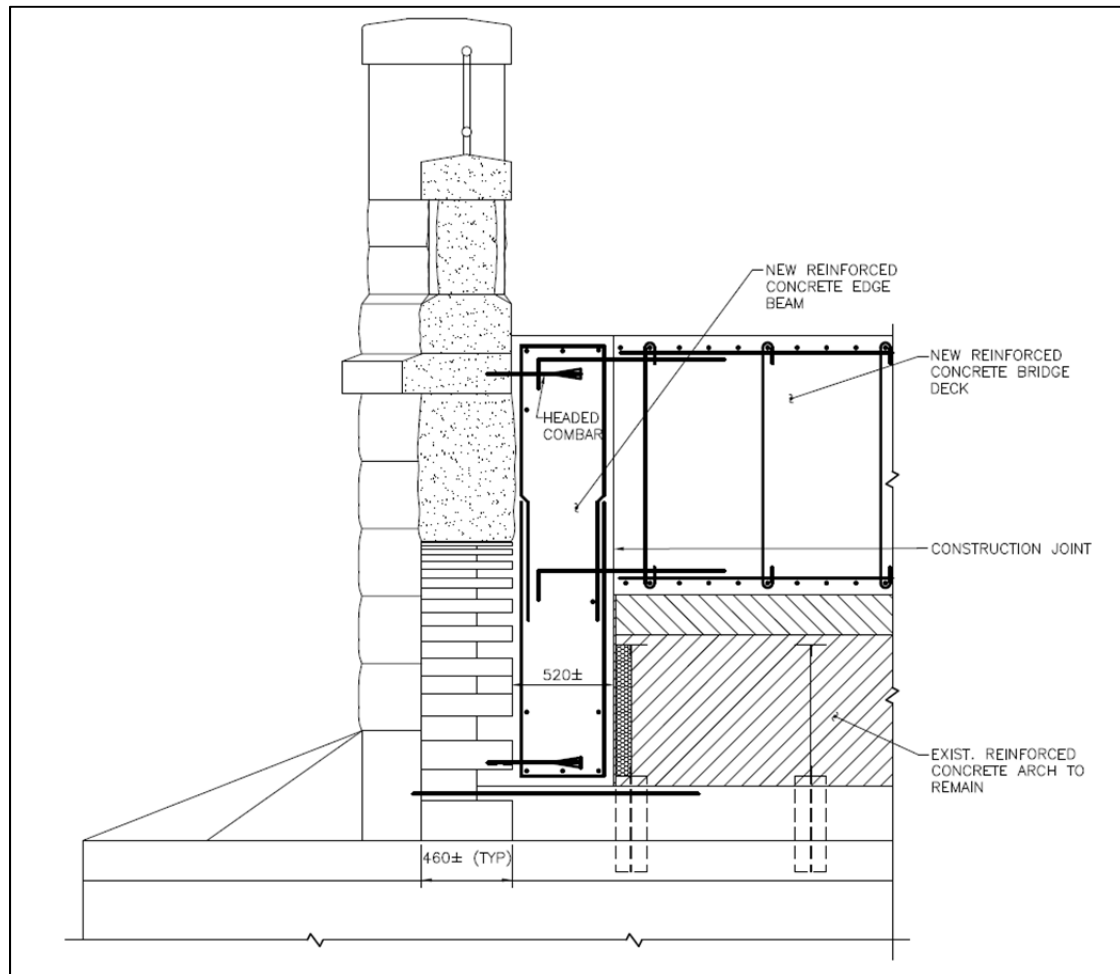 NEW REINFORCED
CONCRETE EDGE
BEAM
NEW REINFORCED
CONCRETE BRIDGE
DECK
HEADED
COMBAR
CONSTRUCTION JOINT
520±
EXIST. REINFORCED
CONCRETE ARCH TO
REMAIN
460± (TYP)